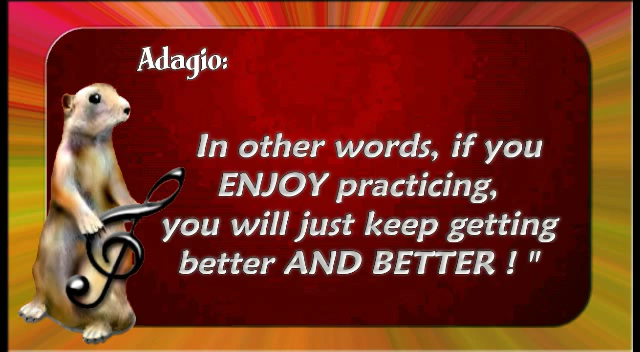 Adagio:
In other words, if you
ENJOY practicing,
you will just keep getting
better AND BETTER ! "